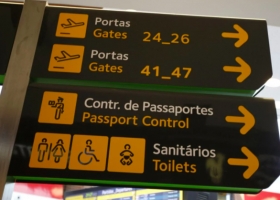 Portas
Gates 24_26
Portas
Gates 41_47
Contr. de Passaportes
Passport Control
Sanitários
Toilets